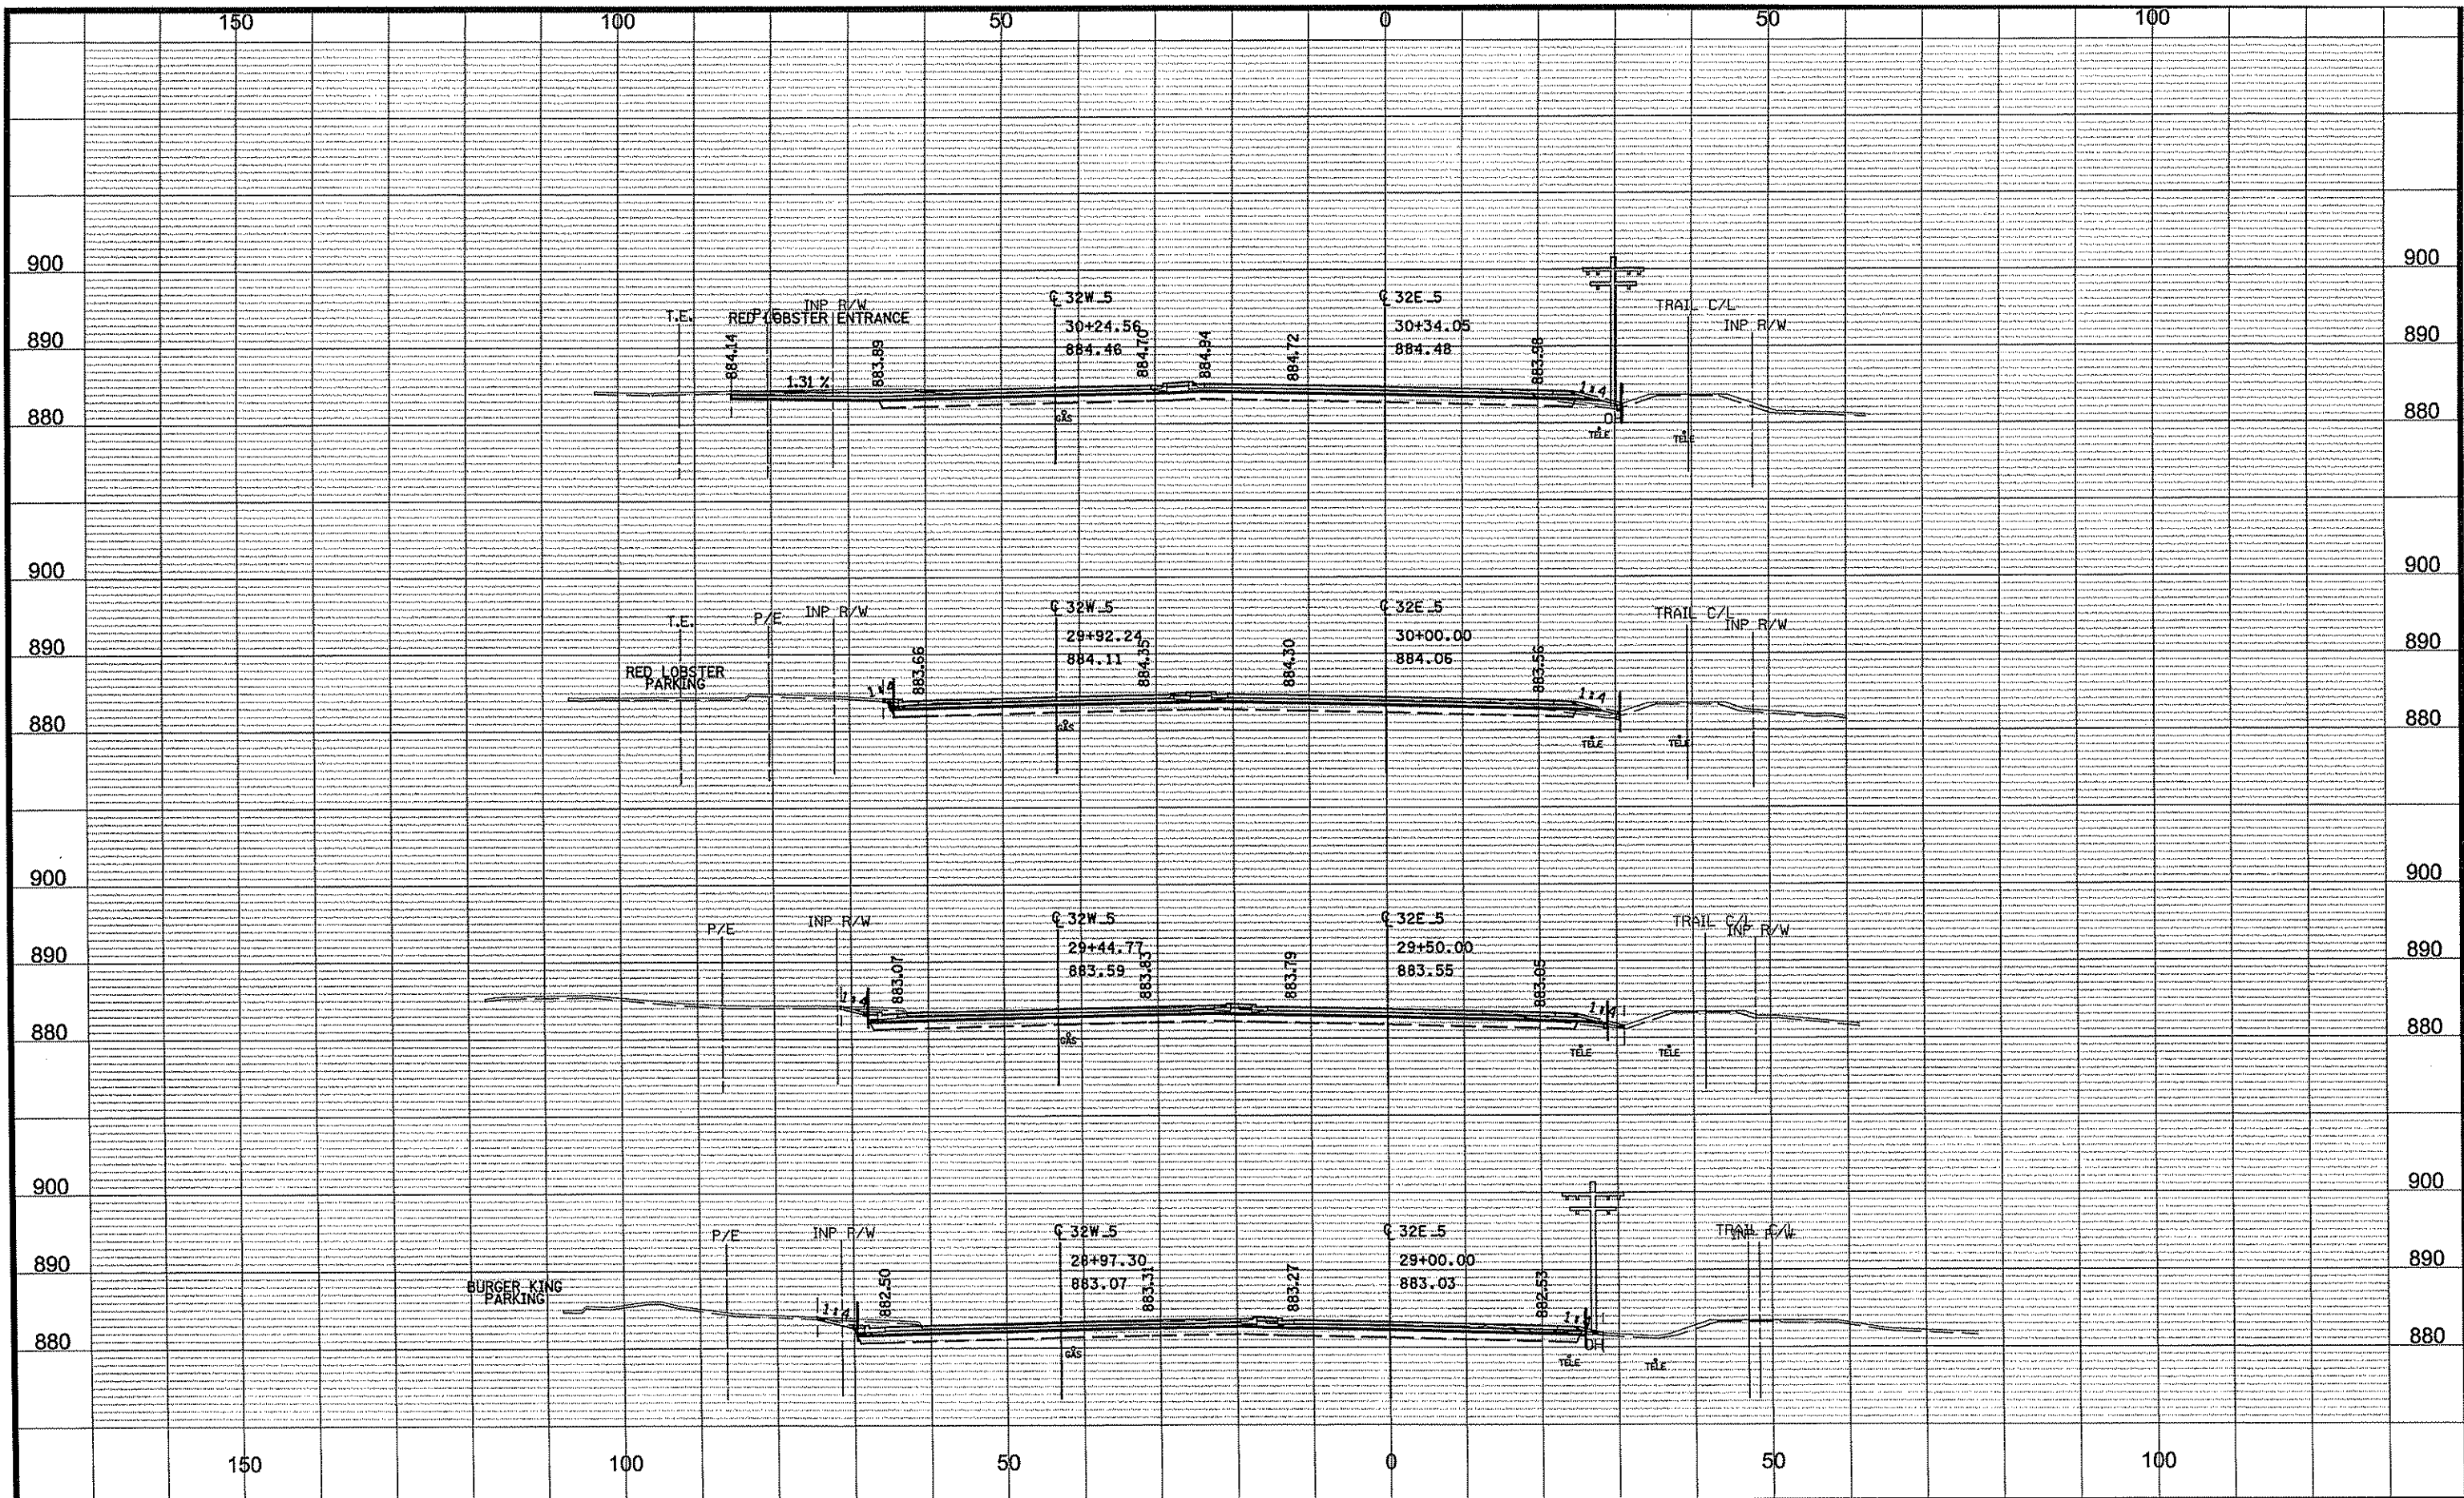 150 100 50 0 50 100
900 900
890 890
880 880
T.E.
INP R/W
RED LOBSTER ENTRANCE
884.14
1.31 %
883.89
℄ 32W_5
30+24.56
884.46
884.70
884.94
884.72
℄ 32E_5
30+34.05
884.48
883.98
1:4
TRAIL C/L
INP R/W
GAS
TELE
TELE
900 900
890 890
880 880
T.E.
P/E
INP R/W
RED LOBSTER
PARKING
1:4
883.66
℄ 32W_5
29+92.24
884.11
884.35
884.30
℄ 32E_5
30+00.00
884.06
883.56
1:4
TRAIL C/L
INP R/W
GAS
TELE
TELE
900 900
890 890
880 880
P/E
INP R/W
1:4
883.07
℄ 32W_5
29+44.77
883.59
883.83
883.79
℄ 32E_5
29+50.00
883.55
883.05
1:4
TRAIL C/L
INP R/W
GAS
TELE
TELE
900 900
890 890
880 880
BURGER KING
PARKING
P/E
INP R/W
1:4
882.50
℄ 32W_5
28+97.30
883.07
883.31
883.27
℄ 32E_5
29+00.00
883.03
882.53
TRAIL C/L
INP R/W
GAS
TELE
TELE
150 100 50 0 50 100